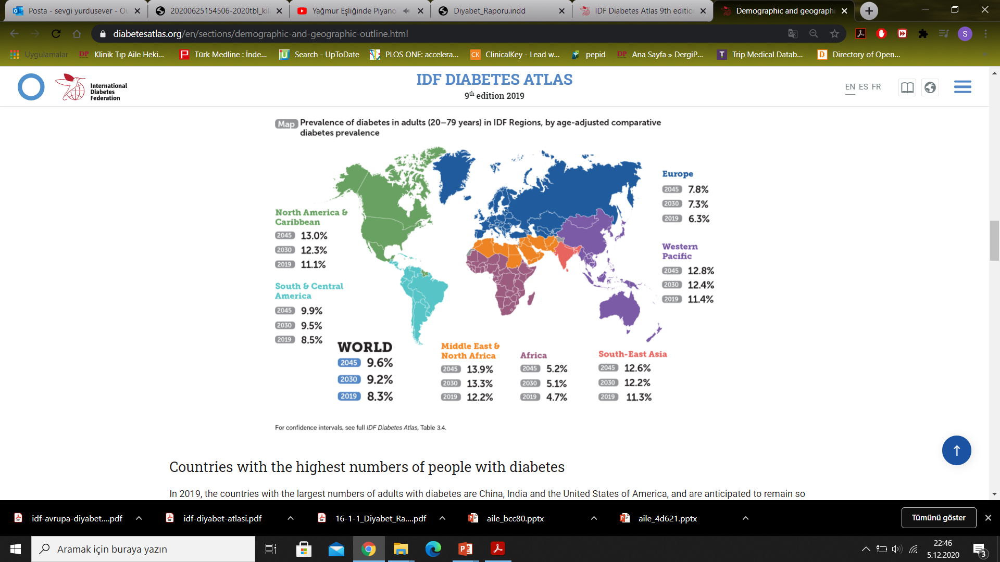 Posta - sevgi yurdusever - Ou
20200625154506-2020tbl_kil
Yağmur Eşliğinde Piyano
Diyabet_Raporu.indd
IDF Diabetes Atlas 9th edition
Demographic and geographi
diabetesatlas.org/en/sections/demographic-and-geographic-outline.html
S
Uygulamalar
DP Klinik Tıp Aile Heki...
P Türk Medline : İnde...
U Search - UpToDate
PLOS ONE: accelera...
CK ClinicalKey - Lead w...
pepid
DP Ana Sayfa » DergiP...
T Trip Medical Datab...
D Directory of Open...
International
Diabetes
Federation
IDF DIABETES ATLAS
9th edition 2019
EN ES FR
Map Prevalence of diabetes in adults (20–79 years) in IDF Regions, by age-adjusted comparative
diabetes prevalence
Europe
2045 7.8%
2030 7.3%
2019 6.3%
North America &
Caribbean
2045 13.0%
2030 12.3%
2019 11.1%
Western
Pacific
2045 12.8%
2030 12.4%
2019 11.4%
South & Central
America
2045 9.9%
2030 9.5%
2019 8.5%
WORLD
2045 9.6%
2030 9.2%
2019 8.3%
Middle East &
North Africa
2045 13.9%
2030 13.3%
2019 12.2%
Africa
2045 5.2%
2030 5.1%
2019 4.7%
South-East Asia
2045 12.6%
2030 12.2%
2019 11.3%
For confidence intervals, see full IDF Diabetes Atlas, Table 3.4.
Countries with the highest numbers of people with diabetes
In 2019, the countries with the largest numbers of adults with diabetes are China, India and the United States of America, and are anticipated to remain so
idf-avrupa-diyabet....pdf
idf-diyabet-atlasi.pdf
16-1-1_Diyabet_Ra....pdf
aile_bcc80.pptx
aile_4d621.pptx
Tümünü göster
Aramak için buraya yazın
22:46
5.12.2020
3